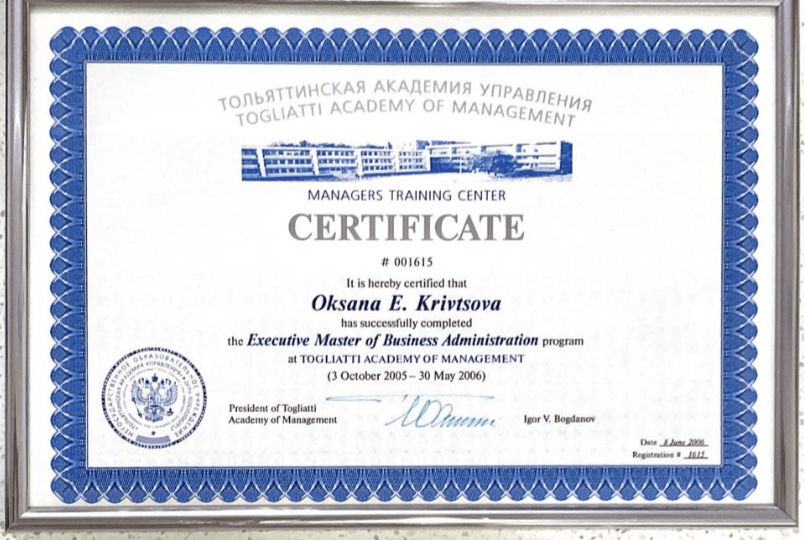 ТОЛЬЯТТИНСКАЯ АКАДЕМИЯ УПРАВЛЕНИЯ
TOGLIATTI ACADEMY OF MANAGEMENT
MANAGERS TRAINING CENTER
CERTIFICATE
# 001615
It is hereby certified that
Oksana E. Krivtsova
has successfully completed
the Executive Master of Business Administration program
at TOGLIATTI ACADEMY OF MANAGEMENT
(3 October 2005 – 30 May 2006)
President of Togliatti
Academy of Management
Igor V. Bogdanov
Date 8 June 2006
Registration # 1615